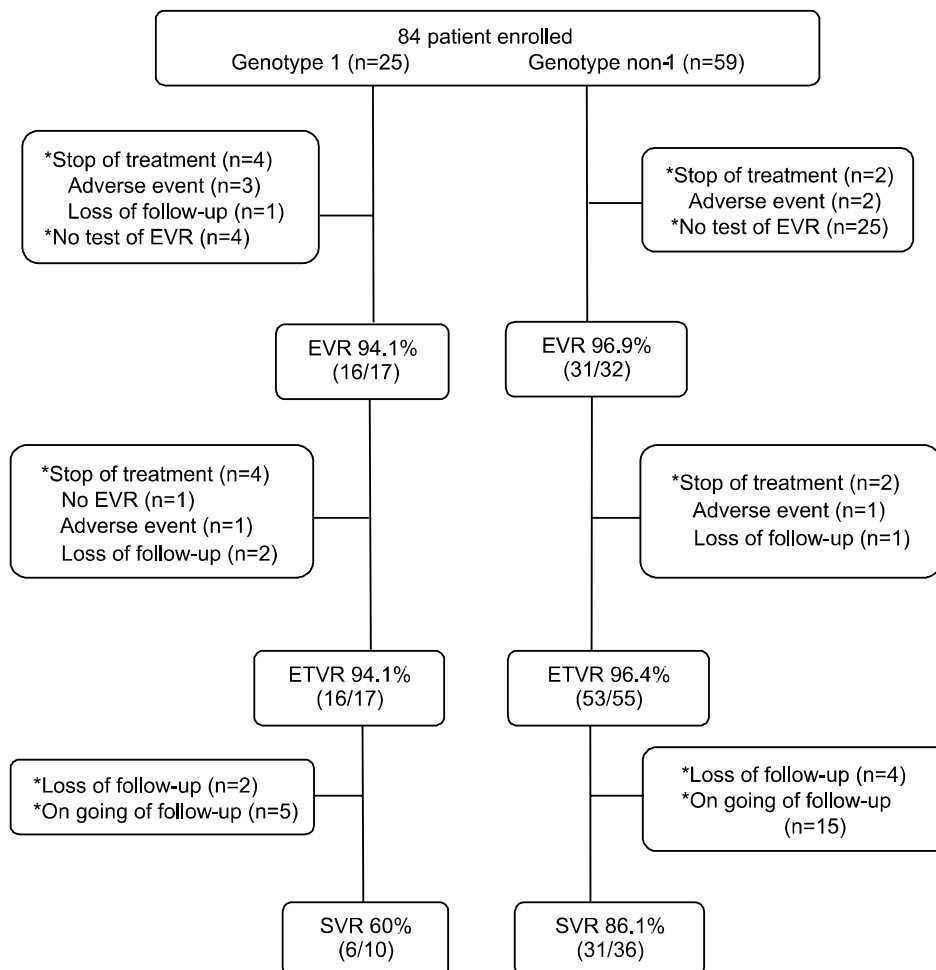 84 patient enrolled
Genotype 1 (n=25) Genotype non-1 (n=59)
*Stop of treatment (n=4)
Adverse event (n=3)
Loss of follow-up (n=1)
*No test of EVR (n=4)
*Stop of treatment (n=2)
Adverse event (n=2)
*No test of EVR (n=25)
EVR 94.1%
(16/17)
EVR 96.9%
(31/32)
*Stop of treatment (n=4)
No EVR (n=1)
Adverse event (n=1)
Loss of follow-up (n=2)
*Stop of treatment (n=2)
Adverse event (n=1)
Loss of follow-up (n=1)
ETVR 94.1%
(16/17)
ETVR 96.4%
(53/55)
*Loss of follow-up (n=2)
*On going of follow-up (n=5)
*Loss of follow-up (n=4)
*On going of follow-up
(n=15)
SVR 60%
(6/10)
SVR 86.1%
(31/36)